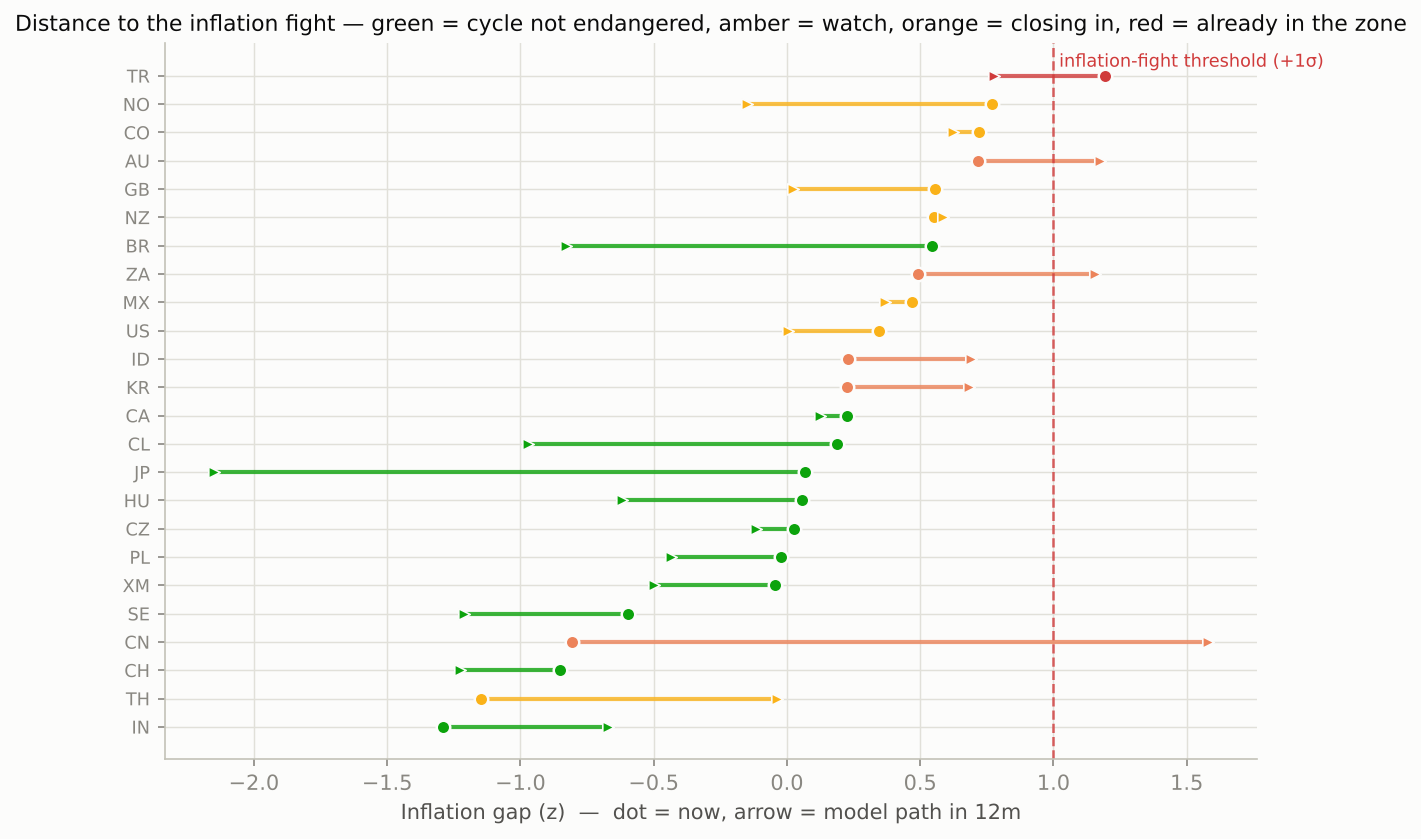 Distance to the inflation fight — green = cycle not endangered, amber = watch, orange = closing in, red = already in the zone
inflation-fight threshold (+1σ)
TR
NO
CO
AU
GB
NZ
BR
ZA
MX
US
ID
KR
CA
CL
JP
HU
CZ
PL
XM
SE
CN
CH
TH
IN
−2.0 −1.5 −1.0 −0.5 0.0 0.5 1.0 1.5
Inflation gap (z) — dot = now, arrow = model path in 12m